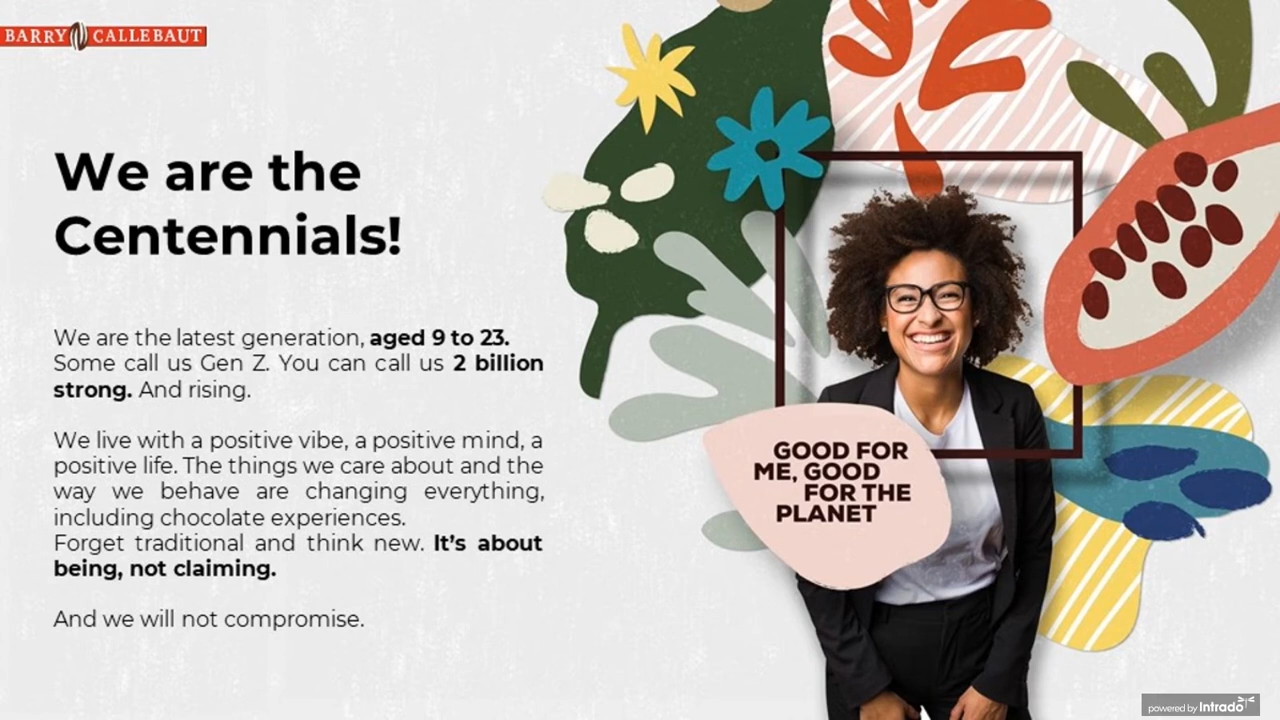 BARRY CALLEBAUT
We are the
Centennials!
We are the latest generation, aged 9 to 23.
Some call us Gen Z. You can call us 2 billion
strong. And rising.
We live with a positive vibe, a positive mind, a
positive life. The things we care about and the
way we behave are changing everything,
including chocolate experiences.
Forget traditional and think new. It’s about
being, not claiming.
And we will not compromise.
GOOD FOR
ME, GOOD
FOR THE
PLANET
powered by Intrado